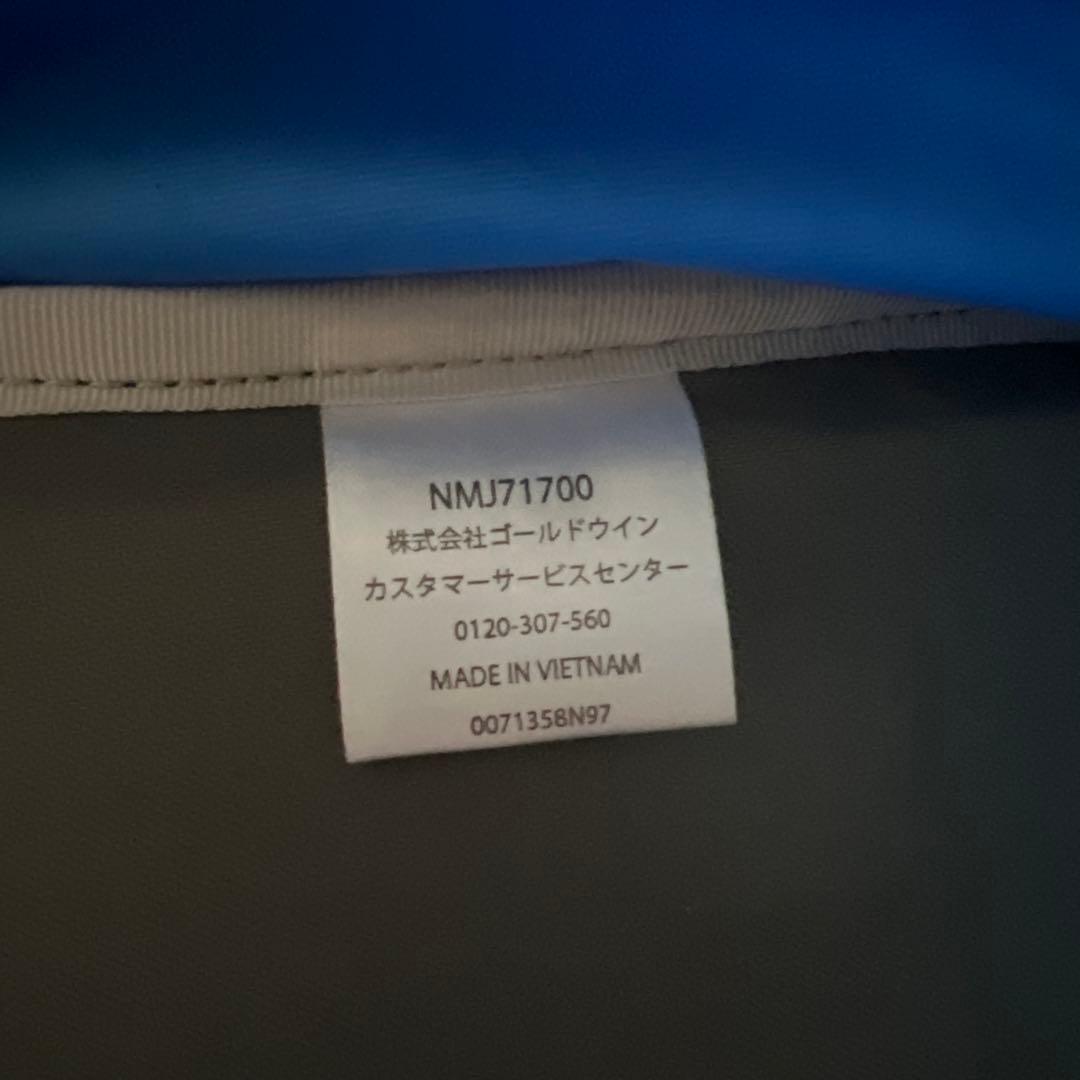 NMJ71700
株式会社ゴールドウイン
カスタマーサービスセンター
0120-307-560
MADE IN VIETNAM
0071358N97